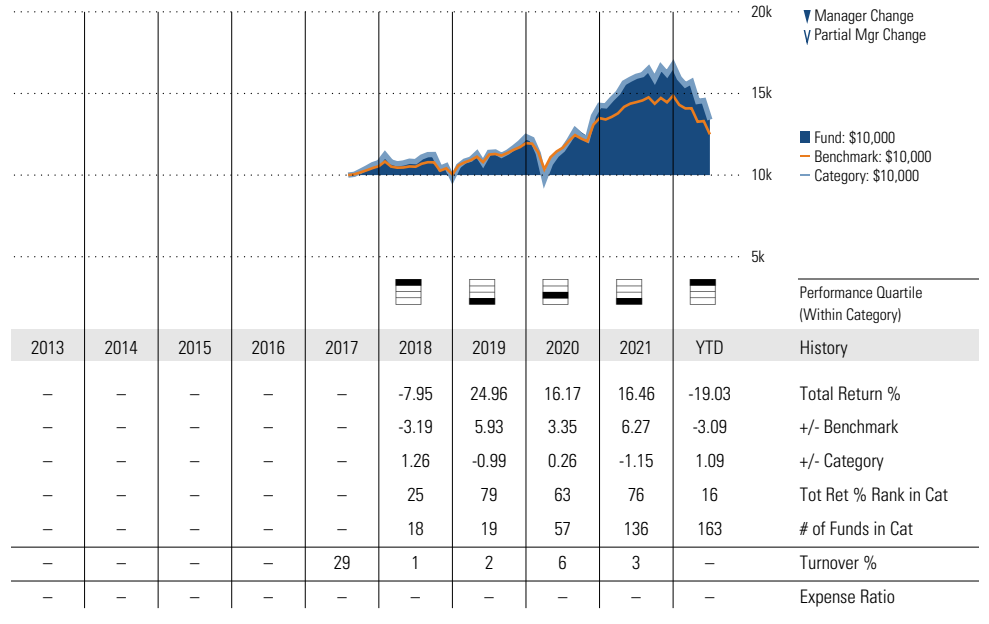 20k
15k
10k
5k
Manager Change
Partial Mgr Change
Fund: $10,000
Benchmark: $10,000
Category: $10,000
Performance Quartile
(Within Category)
2013 2014 2015 2016 2017 2018 2019 2020 2021 YTD History
– – – – – -7.95 24.96 16.17 16.46 -19.03 Total Return %
– – – – – -3.19 5.93 3.35 6.27 -3.09 +/- Benchmark
– – – – – 1.26 -0.99 0.26 -1.15 1.09 +/- Category
– – – – – 25 79 63 76 16 Tot Ret % Rank in Cat
– – – – – 18 19 57 136 163 # of Funds in Cat
– – – – 29 1 2 6 3 – Turnover %
– – – – – – – – – – Expense Ratio